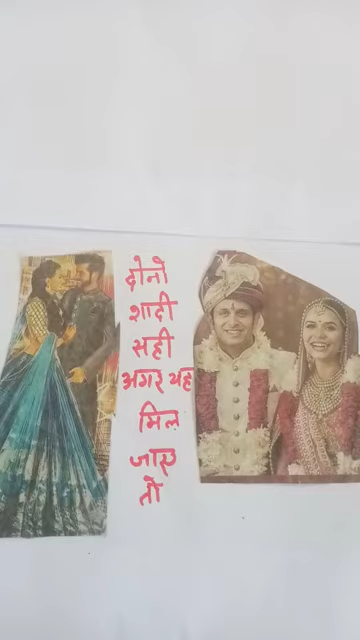 दोनो
शादी
सही
अगर यह
मिल
जाए
तो